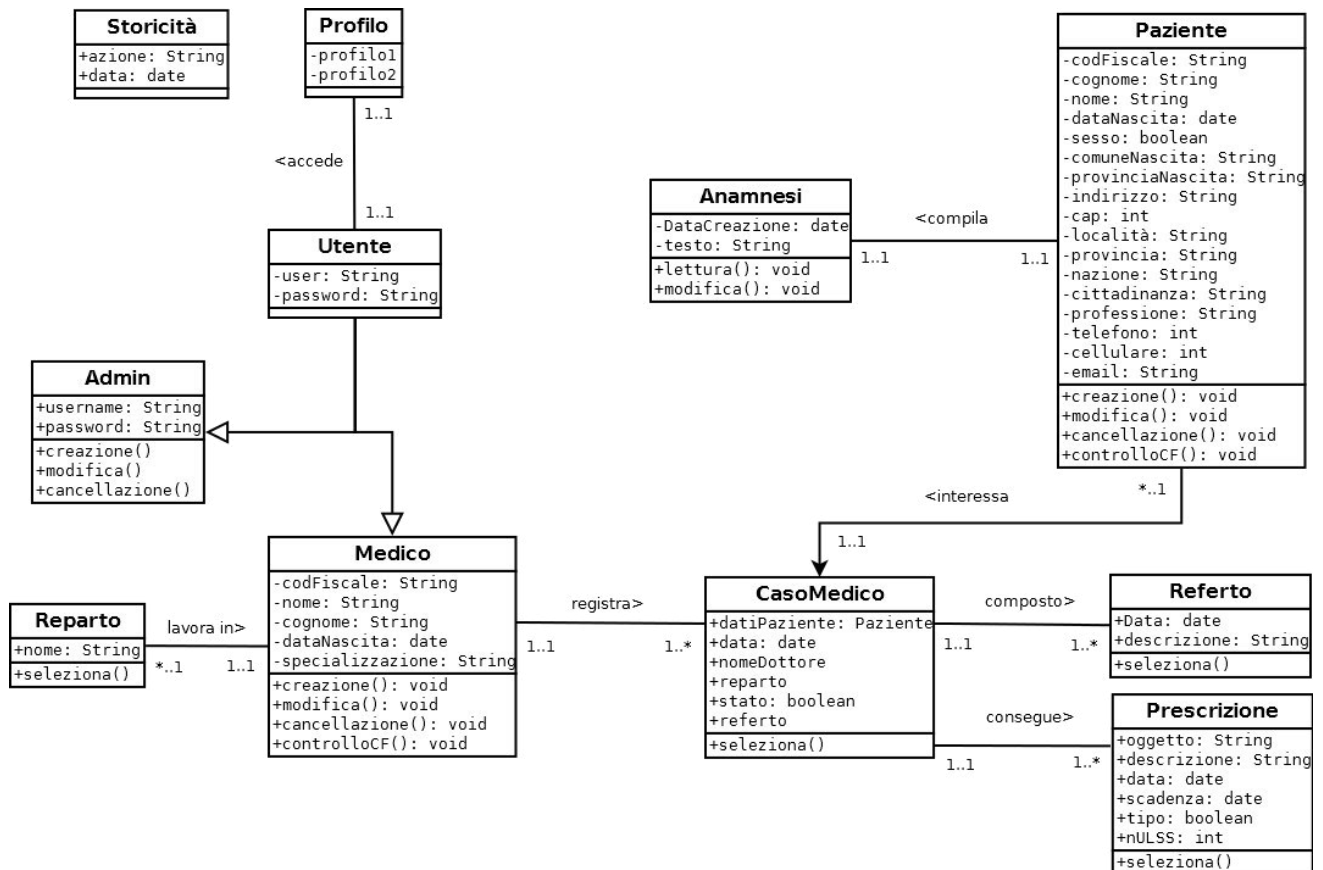 Storicità
+azione: String
+data: date
Profilo
-profilo1
-profilo2
1..1
<accede
1..1
Utente
-user: String
-password: String
Admin
+username: String
+password: String
+creazione()
+modifica()
+cancellazione()
Anamnesi
-DataCreazione: date
-testo: String
+lettura(): void
+modifica(): void
<compila
1..1
1..1
Paziente
-codFiscale: String
-cognome: String
-nome: String
-dataNascita: date
-sesso: boolean
-comuneNascita: String
-provinciaNascita: String
-indirizzo: String
-cap: int
-località: String
-provincia: String
-nazione: String
-cittadinanza: String
-professione: String
-telefono: int
-cellulare: int
-email: String
+creazione(): void
+modifica(): void
+cancellazione(): void
+controlloCF(): void
<interessa
*..1
1..1
Reparto
+nome: String
+seleziona()
lavora in>
*..1
1..1
Medico
-codFiscale: String
-nome: String
-cognome: String
-dataNascita: date
-specializzazione: String
+creazione(): void
+modifica(): void
+cancellazione(): void
+controlloCF(): void
registra>
1..1
1..*
CasoMedico
+datiPaziente: Paziente
+data: date
+nomeDottore
+reparto
+stato: boolean
+referto
+seleziona()
composto>
1..1
1..*
Referto
+Data: date
+descrizione: String
+seleziona()
consegue>
1..1
1..*
Prescrizione
+oggetto: String
+descrizione: String
+data: date
+scadenza: date
+tipo: boolean
+nULSS: int
+seleziona()